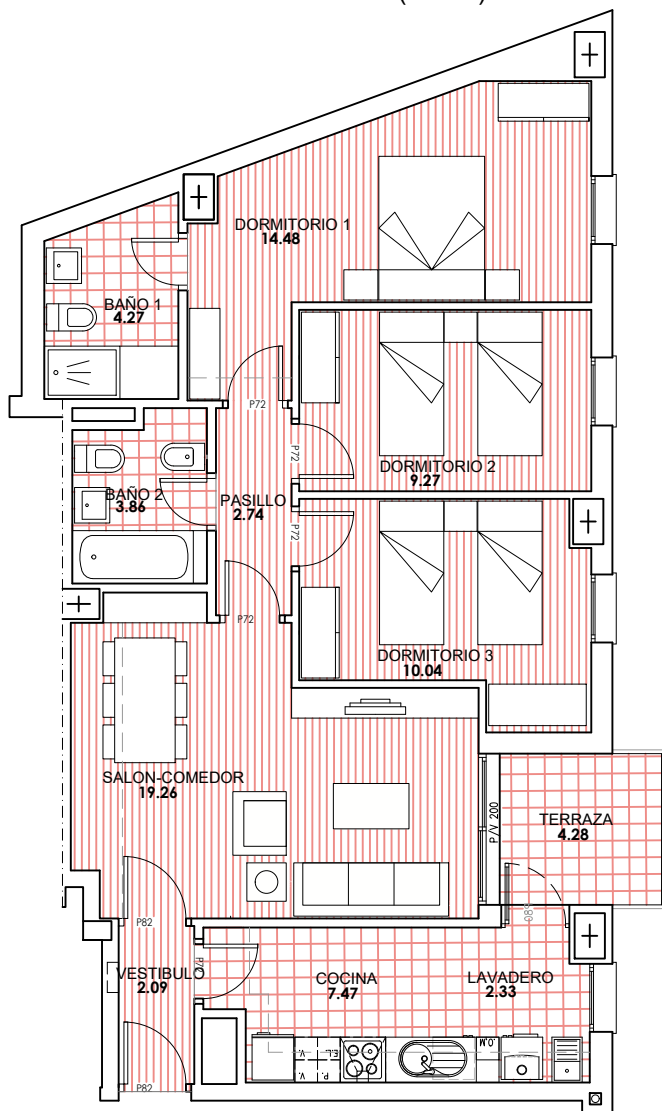 DORMITORIO 1
14.48
BAÑO 1
4.27
P72
P72
DORMITORIO 2
9.27
BAÑO 2
3.86
PASILLO
2.74
P72
P72
DORMITORIO 3
10.04
SALON-COMEDOR
19.26
P/V 200
TERRAZA
4.28
P82
P80
VESTIBULO
2.09
P72
COCINA
7.47
LAVADERO
2.33
P82
V.
V.
E.L.
P.
O.M